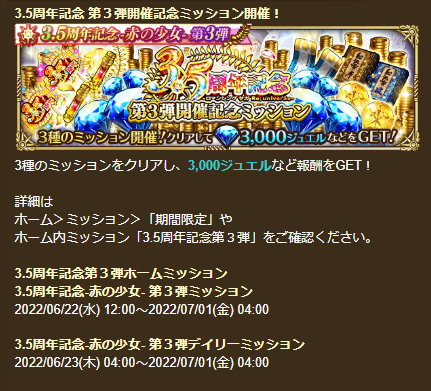 3.5周年記念 第３弾開催記念ミッション開催！
3.5周年記念-赤の少女- 第3弾
3.5周年記念
Re;universe
第3弾開催記念ミッション
3種のミッション開催!クリアして 3,000ジュエルなどをGET!
3種のミッションをクリアし、3,000ジュエルなど報酬をGET！
詳細は
ホーム＞ミッション＞「期間限定」や
ホーム内ミッション「3.5周年記念第３弾」をご確認ください。
3.5周年記念第３弾ホームミッション
3.5周年記念-赤の少女- 第３弾ミッション
2022/06/22(水) 12:00～2022/07/01(金) 04:00
3.5周年記念-赤の少女- 第３弾デイリーミッション
2022/06/23(木) 04:00～2022/07/01(金) 04:00